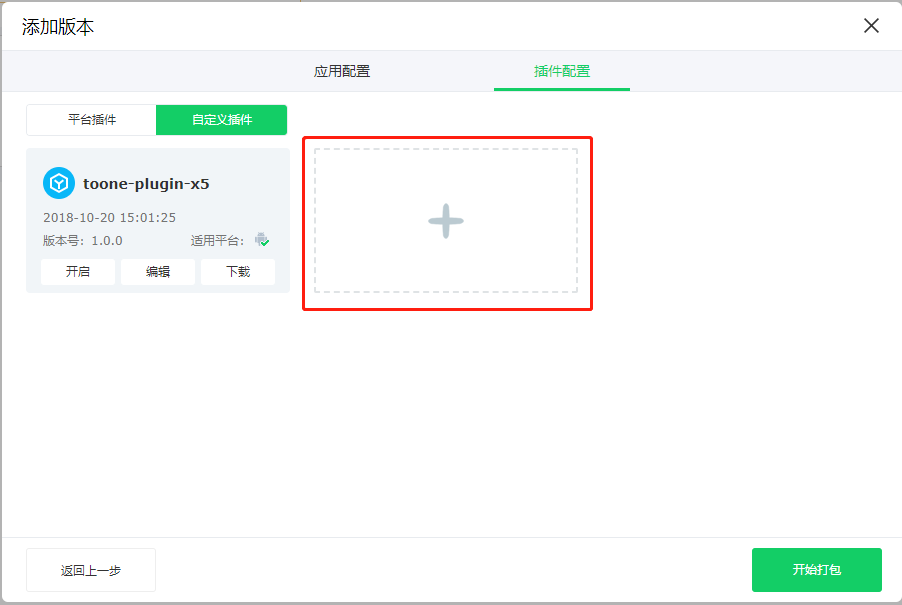 添加版本
应用配置 插件配置
平台插件 自定义插件
toone-plugin-x5
2018-10-20 15:01:25
版本号: 1.0.0 适用平台:
开启 编辑 下载
返回上一步 开始打包